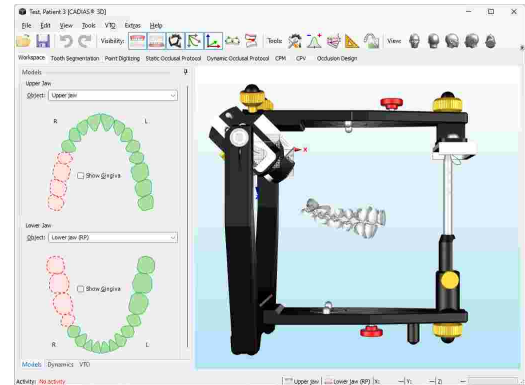 Test, Patient 3 [CADIAS® 3D]
File Edit View Tools VTO Extras Help
Visibility: Tools: View:
Workspace Tooth Segmentation Point Digitizing Static Occlusal Protocol Dynamic Occlusal Protocol CPM CPV Occlusion Design
Models
Upper Jaw
Object: Upper Jaw
R L
Show Gingiva
Lower Jaw
Object: Lower Jaw (RP)
Show Gingiva
R L
Models Dynamics VTO
X
Activity: No activity Upper Jaw Lower Jaw (RP) X: — Y: — Z: —